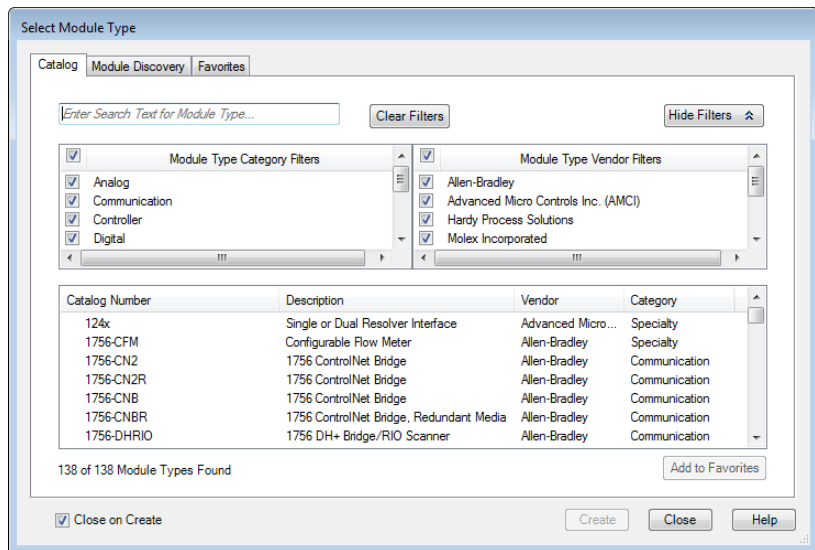 Select Module Type
Catalog Module Discovery Favorites
Enter Search Text for Module Type... Clear Filters Hide Filters
Module Type Category Filters Module Type Vendor Filters
Analog Allen-Bradley
Communication Advanced Micro Controls Inc. (AMCI)
Controller Hardy Process Solutions
Digital Molex Incorporated
Catalog Number Description Vendor Category
124x Single or Dual Resolver Interface Advanced Micro... Specialty
1756-CFM Configurable Flow Meter Allen-Bradley Specialty
1756-CN2 1756 ControlNet Bridge Allen-Bradley Communication
1756-CN2R 1756 ControlNet Bridge Allen-Bradley Communication
1756-CNB 1756 ControlNet Bridge Allen-Bradley Communication
1756-CNBR 1756 ControlNet Bridge, Redundant Media Allen-Bradley Communication
1756-DHRIO 1756 DH+ Bridge/RIO Scanner Allen-Bradley Communication
138 of 138 Module Types Found Add to Favorites
Close on Create Create Close Help